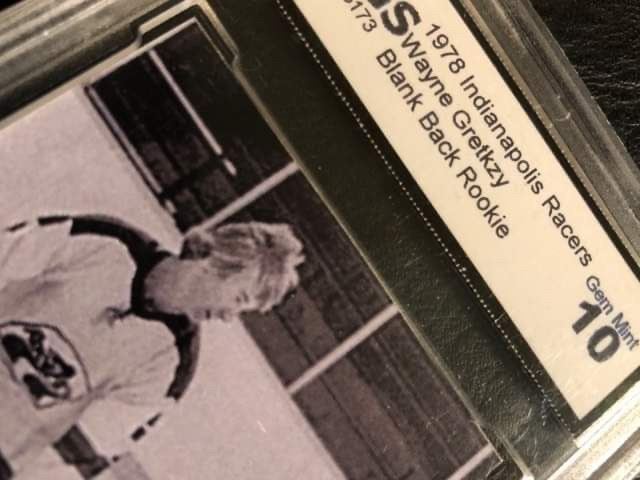 1978 Indianapolis Racers
Wayne Gretkzy
Blank Back Rookie
Gem Mint
10